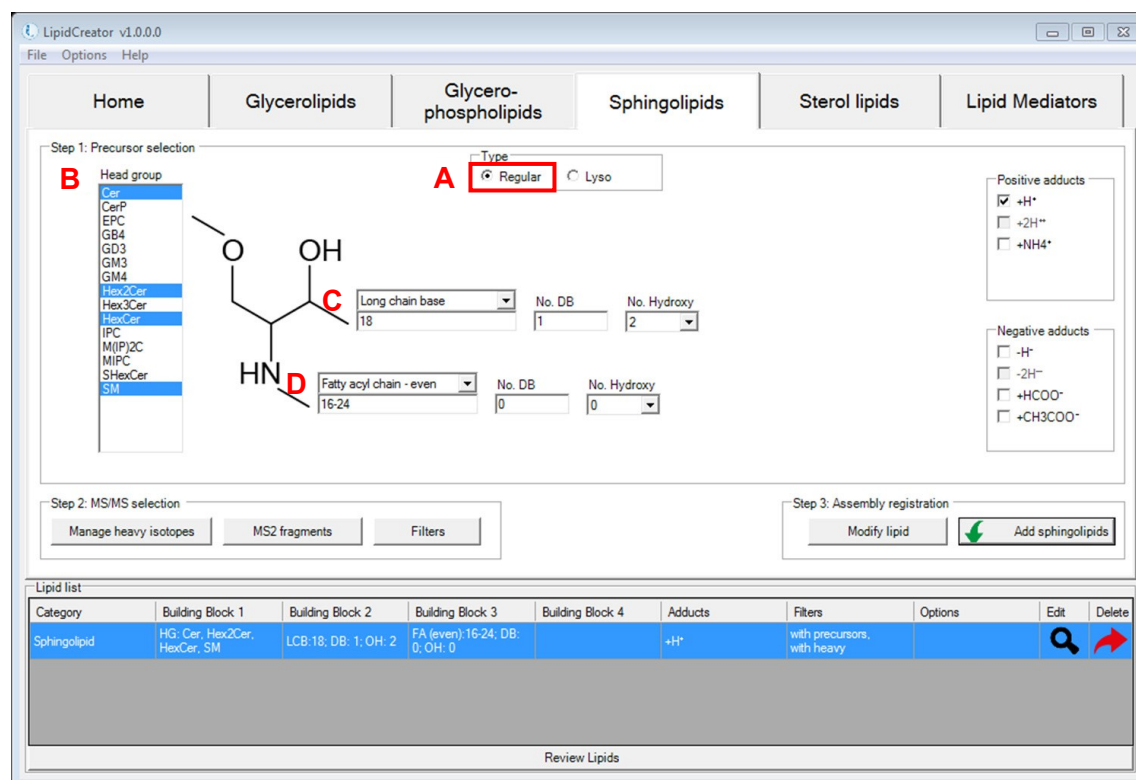 LipidCreator v1.0.0.0
File Options Help
Home
Glycerolipids
Glycero-
phospholipids
Sphingolipids
Sterol lipids
Lipid Mediators
Step 1: Precursor selection
B
Head group
Cer
CerP
EPC
GB4
GD3
GM3
GM4
Hex2Cer
Hex3Cer
HexCer
IPC
M(IP)2C
MIPC
SHexCer
SM
Type
A
Regular
Lyso
O
OH
HN
C
Long chain base
18
No. DB
1
No. Hydroxy
2
D
Fatty acyl chain - even
16-24
No. DB
0
No. Hydroxy
0
Positive adducts
+H⁺
+2H⁺⁺
+NH4⁺
Negative adducts
-H⁻
-2H⁻⁻
+HCOO⁻
+CH3COO⁻
Step 2: MS/MS selection
Manage heavy isotopes
MS2 fragments
Filters
Step 3: Assembly registration
Modify lipid
Add sphingolipids
Lipid list
Category Building Block 1 Building Block 2 Building Block 3 Building Block 4 Adducts Filters Options Edit Delete
Sphingolipid
HG: Cer, Hex2Cer,
HexCer, SM
LCB:18; DB: 1; OH: 2
FA (even):16-24; DB:
0; OH: 0
+H⁺
with precursors,
with heavy
Review Lipids